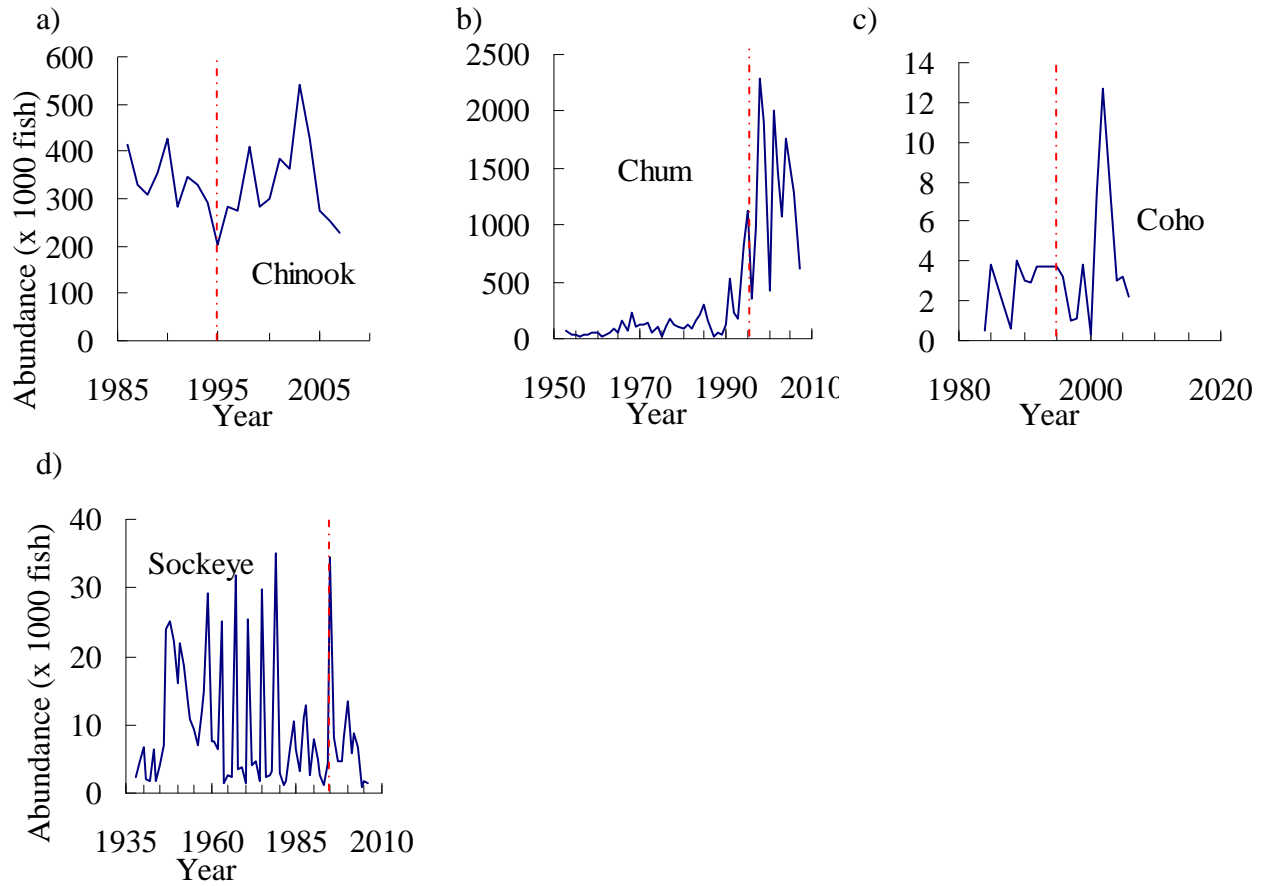 a)
Abundance (x 1000 fish)
600
500
400
300
200
100
0
Chinook
1985 1995 2005
Year
b)
2500
2000
1500
1000
500
0
Chum
1950 1970 1990 2010
Year
c)
14
12
10
8
6
4
2
0
Coho
1980 2000 2020
Year
d)
Abundance (x 1000 fish)
40
30
20
10
0
Sockeye
1935 1960 1985 2010
Year